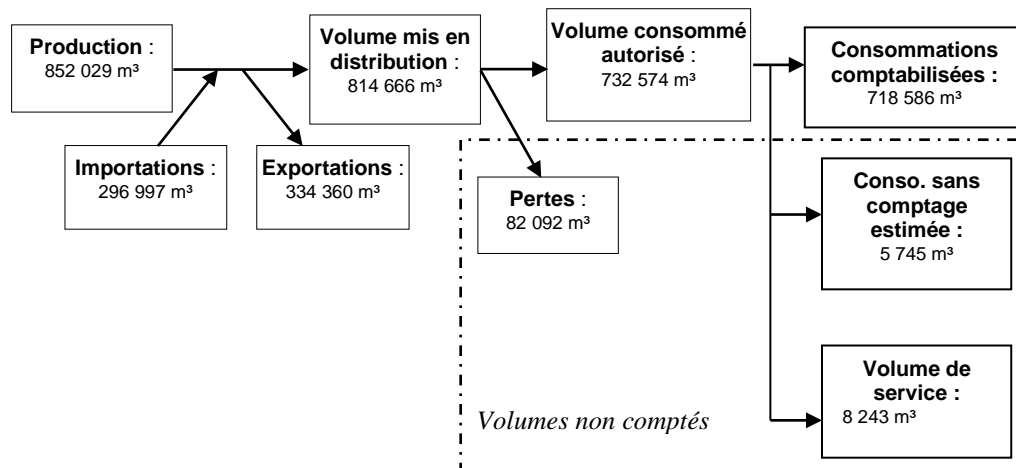 Production :
852 029 m³
Volume mis en
distribution :
814 666 m³
Volume consommé
autorisé :
732 574 m³
Consommations
comptabilisées :
718 586 m³
Importations :
296 997 m³
Exportations :
334 360 m³
Pertes :
82 092 m³
Conso. sans
comptage
estimée :
5 745 m³
Volume de
service :
8 243 m³
Volumes non comptés